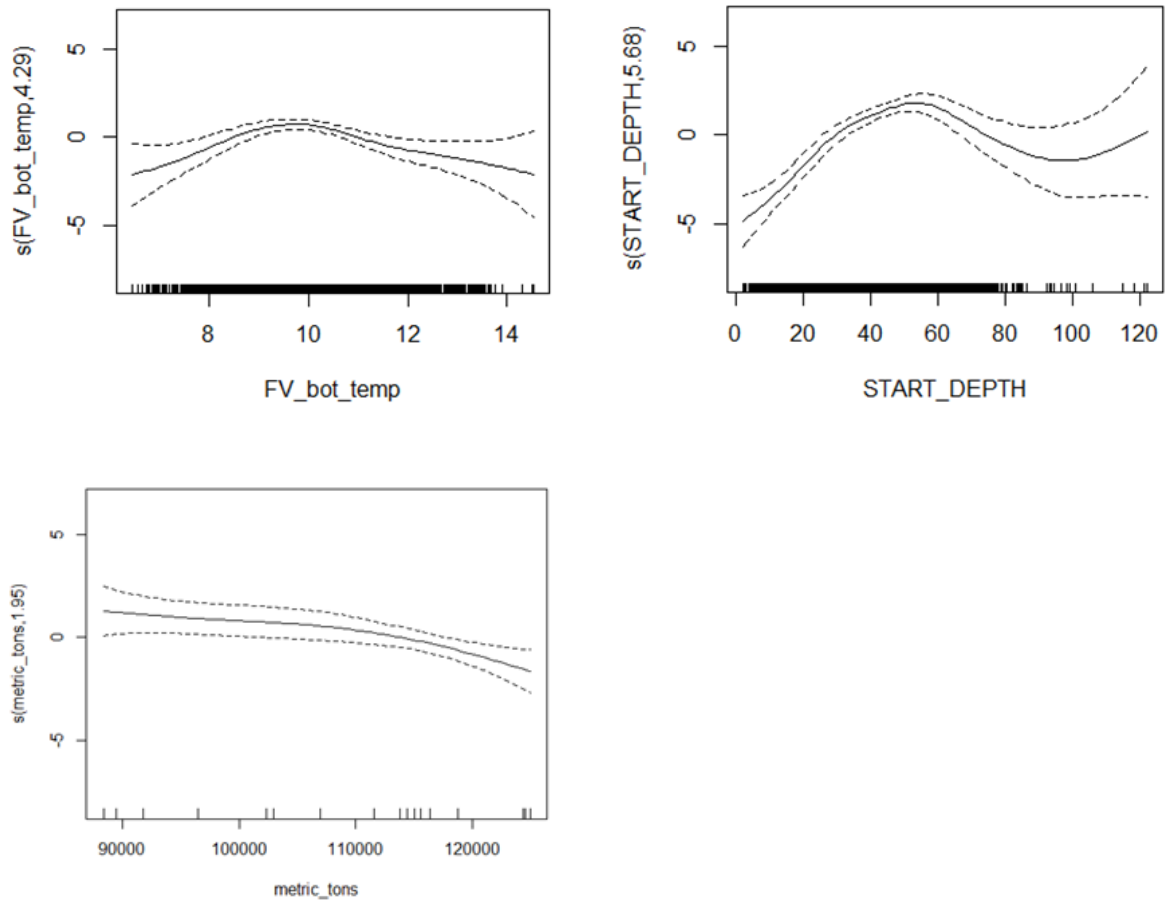 s(FV_bot_temp,4.29)
5
0
-5
8 10 12 14
FV_bot_temp
s(START_DEPTH,5.68)
5
0
-5
0 20 40 60 80 100 120
START_DEPTH
s(metric_tons,1.95)
5
0
-5
90000 100000 110000 120000
metric_tons